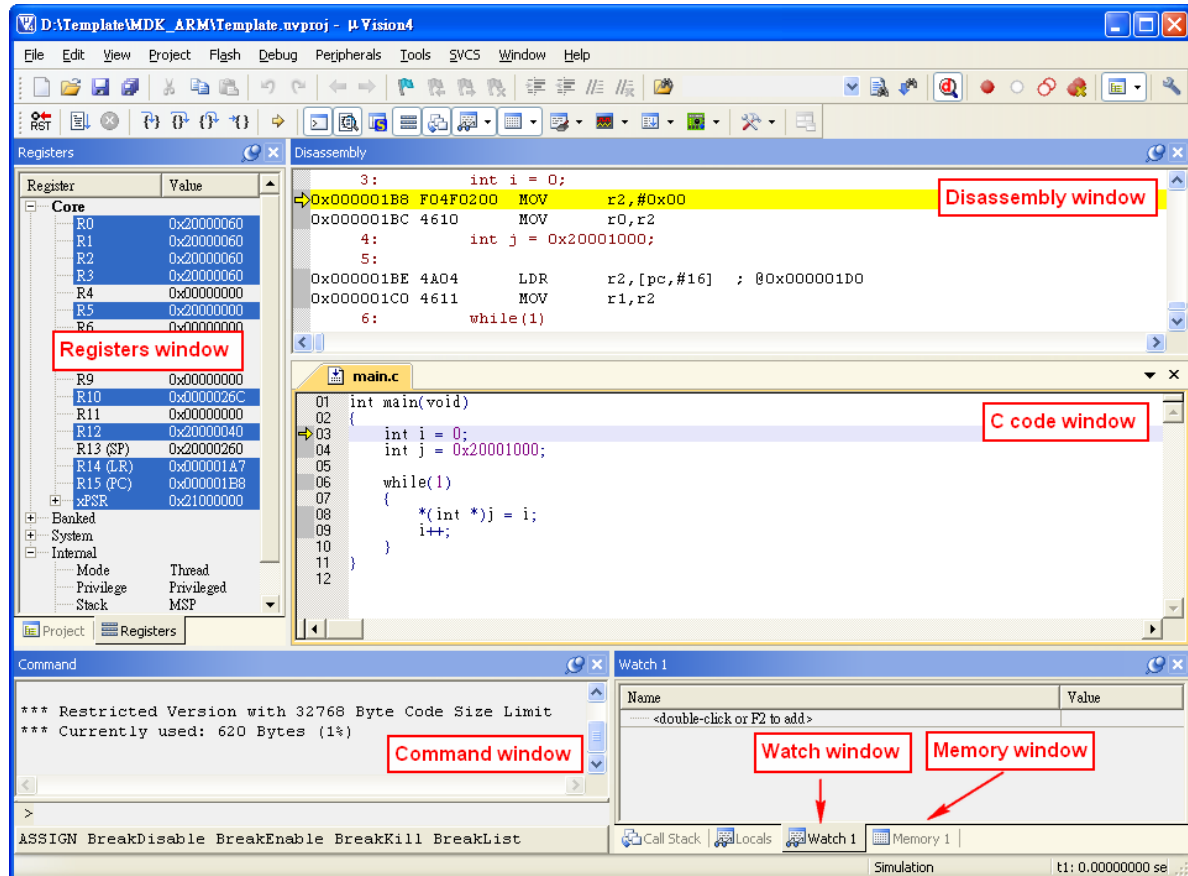 D:\Template\MDK_ARM\Template.uvproj - µVision4
File Edit View Project Flash Debug Peripherals Tools SVCS Window Help
RST
Registers
Register Value
Core
R0 0x20000060
R1 0x20000060
R2 0x20000060
R3 0x20000060
R4 0x00000000
R5 0x20000000
R6 0x00000000
Registers window
R9 0x00000000
R10 0x0000026C
R11 0x00000000
R12 0x20000040
R13 (SP) 0x20000260
R14 (LR) 0x000001A7
R15 (PC) 0x000001B8
xPSR 0x21000000
Banked
System
Internal
Mode Thread
Privilege Privileged
Stack MSP
Project Registers
Disassembly
3: int i = 0;
0x000001B8 F04F0200 MOV r2,#0x00
Disassembly window
0x000001BC 4610 MOV r0,r2
4: int j = 0x20001000;
5:
0x000001BE 4A04 LDR r2,[pc,#16] ; @0x000001D0
0x000001C0 4611 MOV r1,r2
6: while(1)
main.c
01 int main(void)
02 {
C code window
03 int i = 0;
04 int j = 0x20001000;
05
06 while(1)
07 {
08 *(int *)j = i;
09 i++;
10 }
11 }
12
Command
*** Restricted Version with 32768 Byte Code Size Limit
*** Currently used: 620 Bytes (1%)
Command window
>
ASSIGN BreakDisable BreakEnable BreakKill BreakList
Watch 1
Name Value
<double-click or F2 to add>
Watch window Memory window
Call Stack Locals Watch 1 Memory 1
Simulation t1: 0.00000000 se